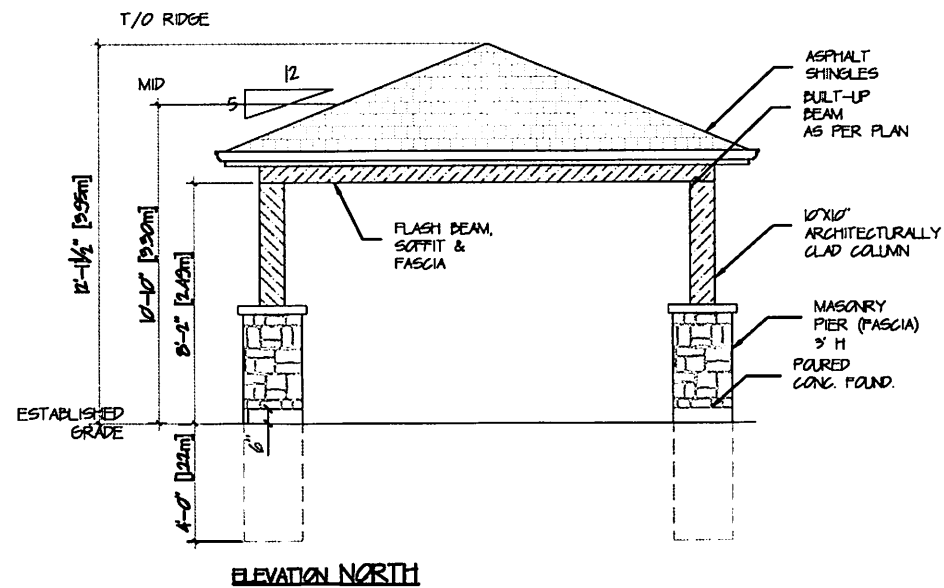 T/O RIDGE
MID
12
5
ASPHALT
SHINGLES
BUILT-UP
BEAM
AS PER PLAN
12'-1½" [3.95m]
10'-10" [3.30m]
8'-2" [2.49m]
FLASH BEAM,
SOFFIT &
FASCIA
10"X10"
ARCHITECTURALLY
CLAD COLUMN
MASONRY
PIER (FASCIA)
3' H
POURED
CONC. FOUND.
ESTABLISHED
GRADE
6"
4'-0" [1.22m]
ELEVATION NORTH